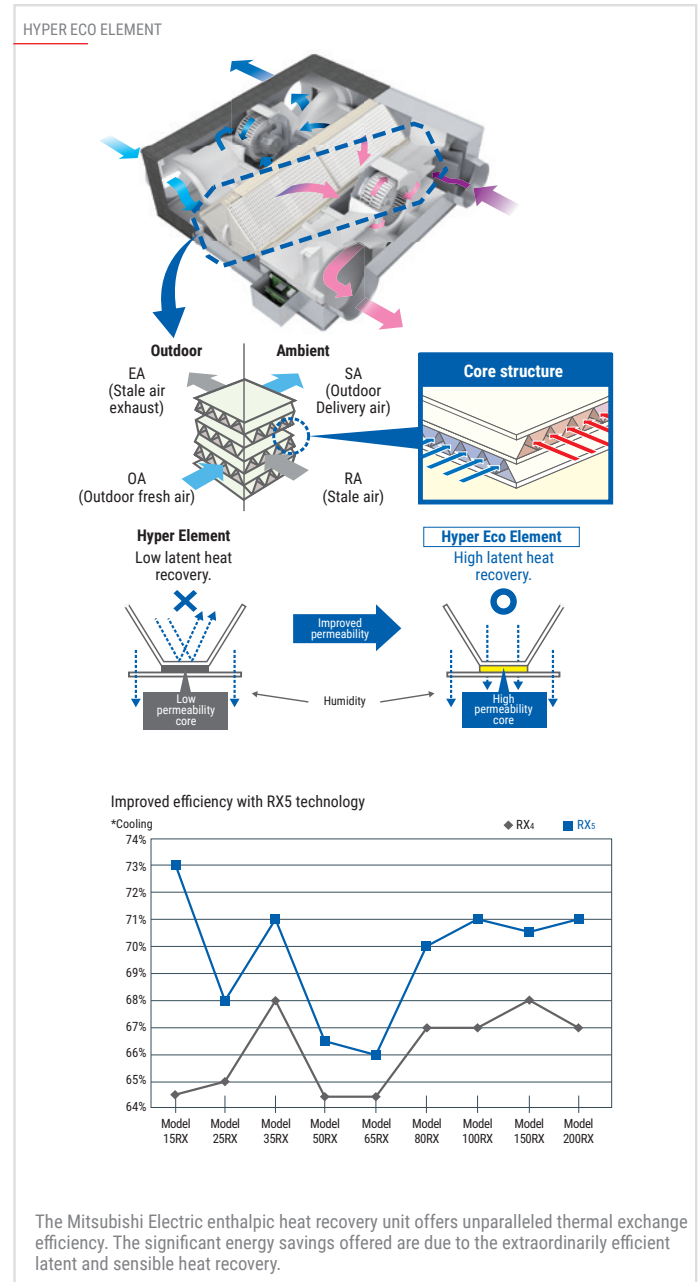 HYPER ECO ELEMENT
Outdoor
Ambient
EA
(Stale air
exhaust)
SA
(Outdoor
Delivery air)
OA
(Outdoor fresh air)
RA
(Stale air)
Core structure
Hyper Element
Low latent heat
recovery.
Hyper Eco Element
High latent heat
recovery.
Improved
permeability
Low
permeability
core
Humidity
High
permeability
core
Improved efficiency with RX5 technology
*Cooling
RX4
RX5
74%
73%
72%
71%
70%
69%
68%
67%
66%
65%
64%
Model
15RX
Model
25RX
Model
35RX
Model
50RX
Model
65RX
Model
80RX
Model
100RX
Model
150RX
Model
200RX
The Mitsubishi Electric enthalpic heat recovery unit offers unparalleled thermal exchange
efficiency. The significant energy savings offered are due to the extraordinarily efficient
latent and sensible heat recovery.